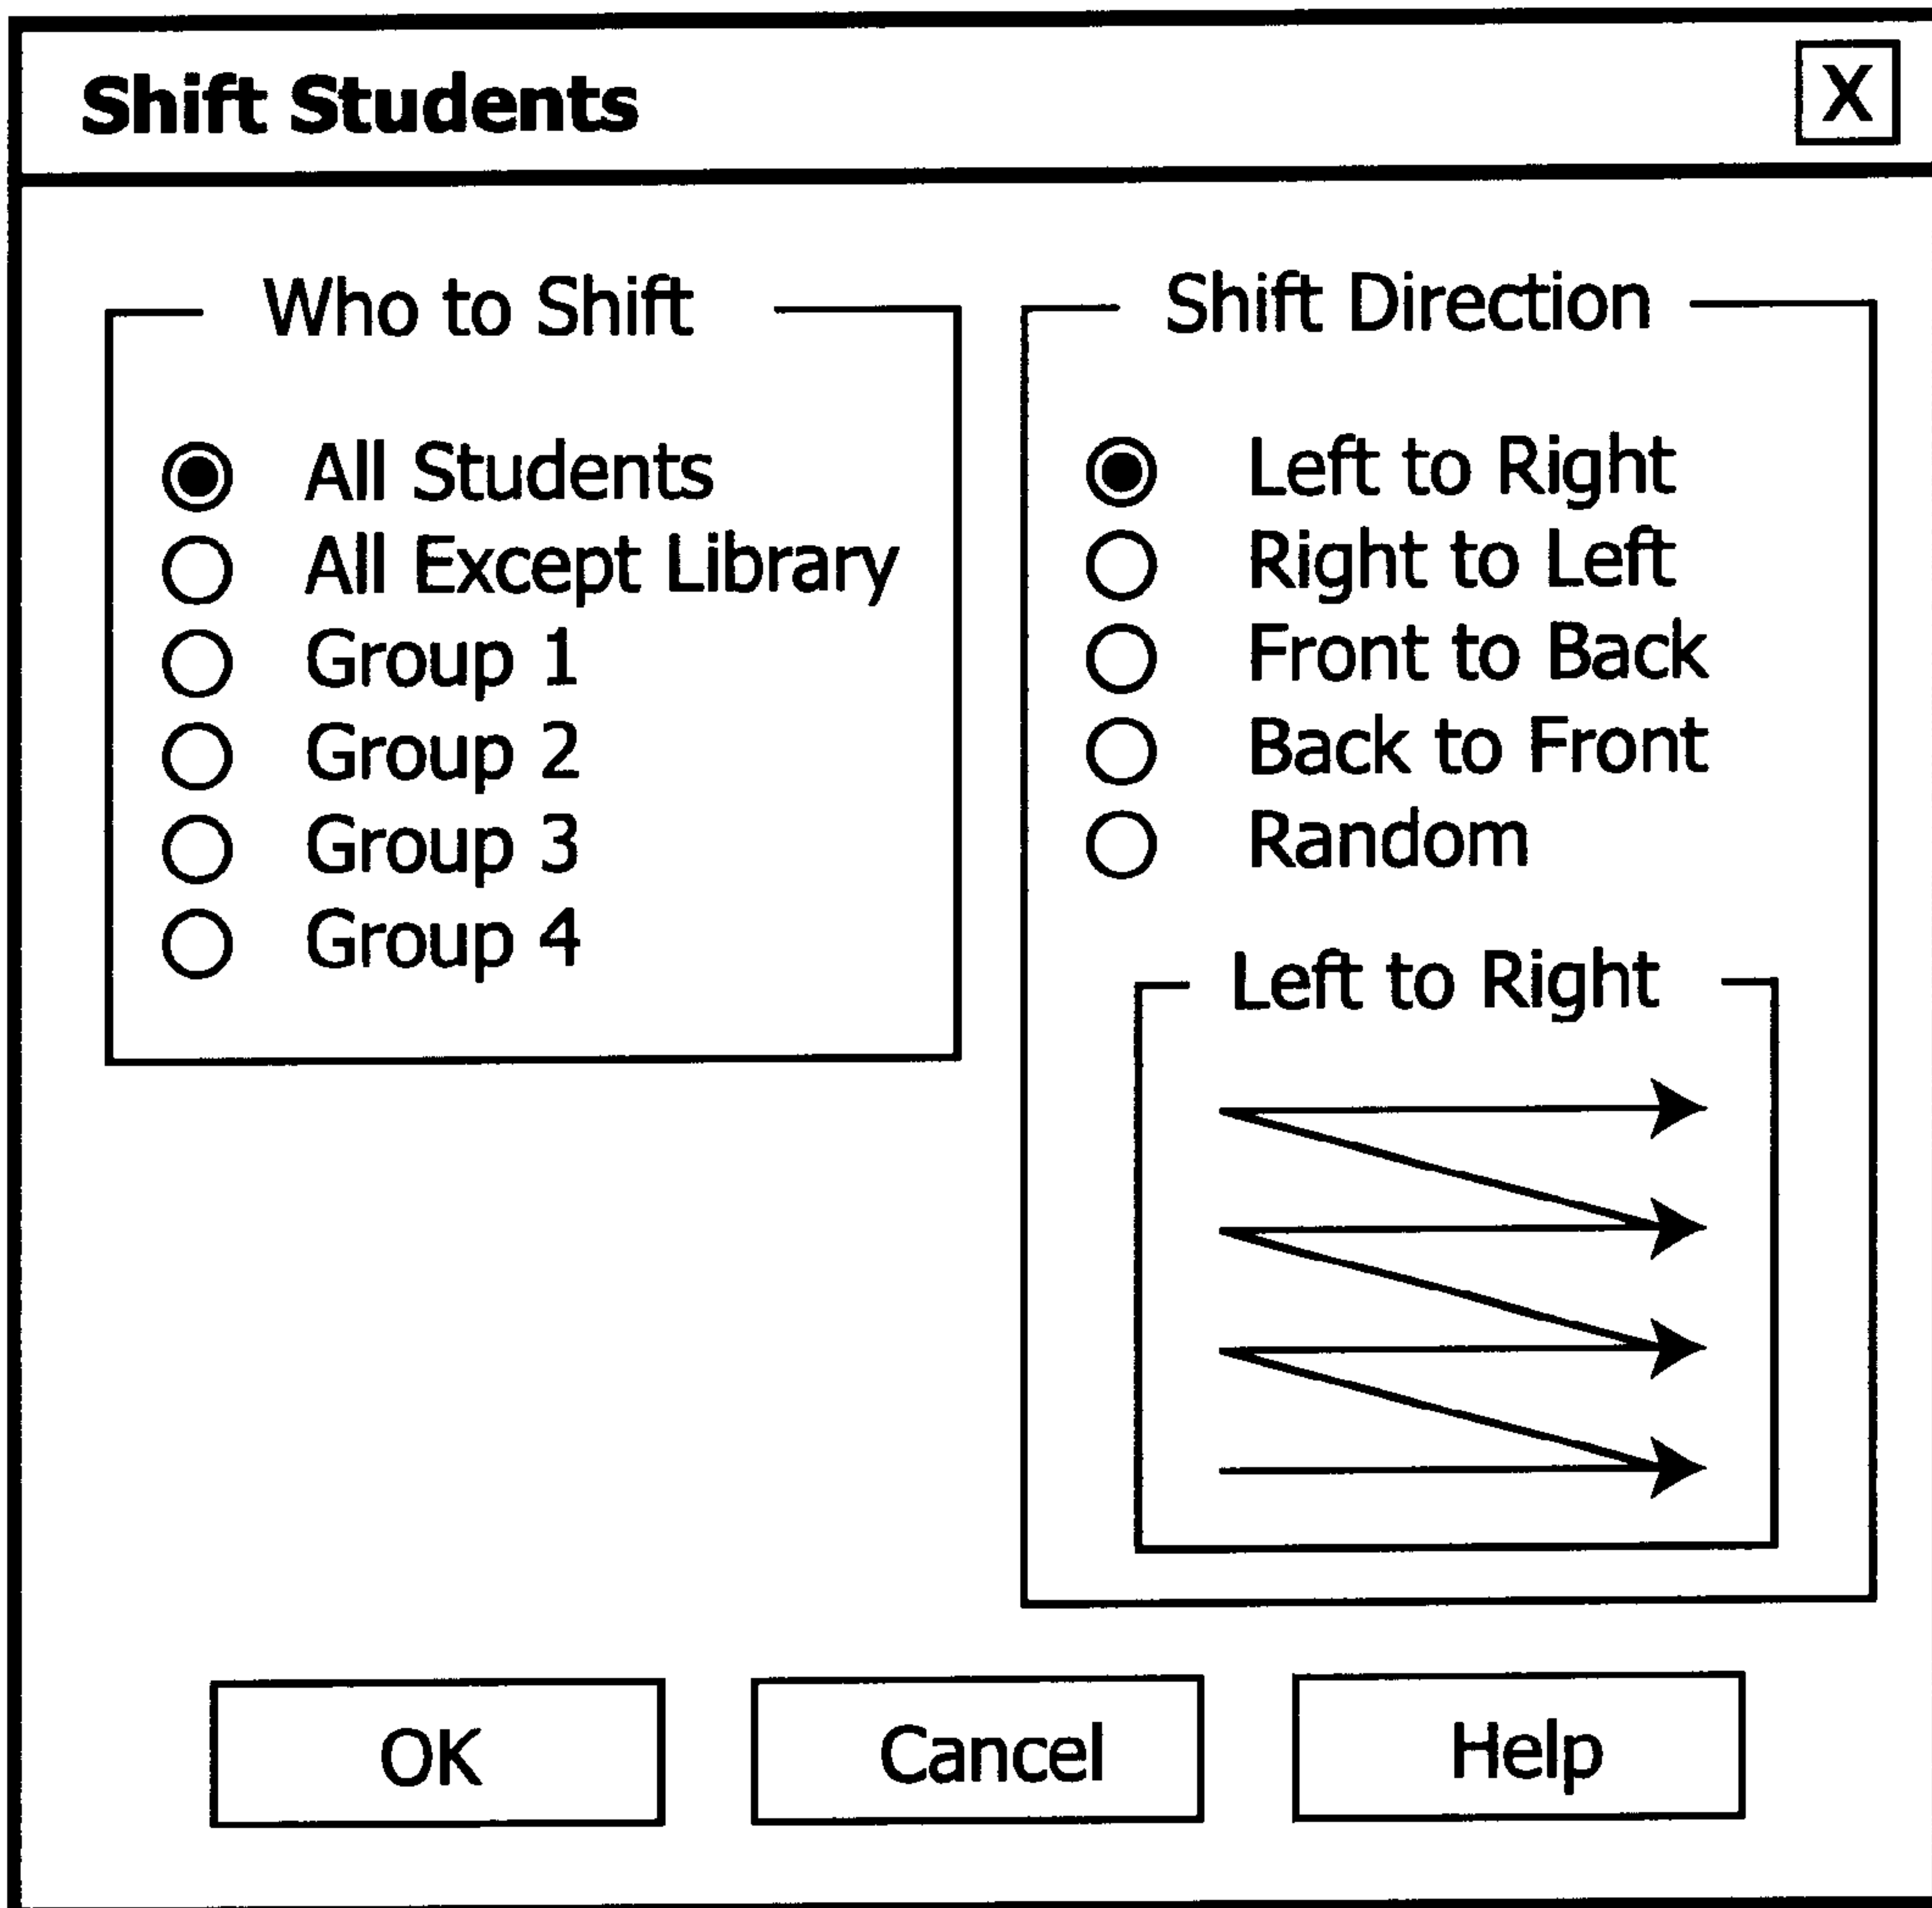 Shift Students
X
Who to Shift
All Students
All Except Library
Group 1
Group 2
Group 3
Group 4
Shift Direction
Left to Right
Right to Left
Front to Back
Back to Front
Random
Left to Right
OK
Cancel
Help